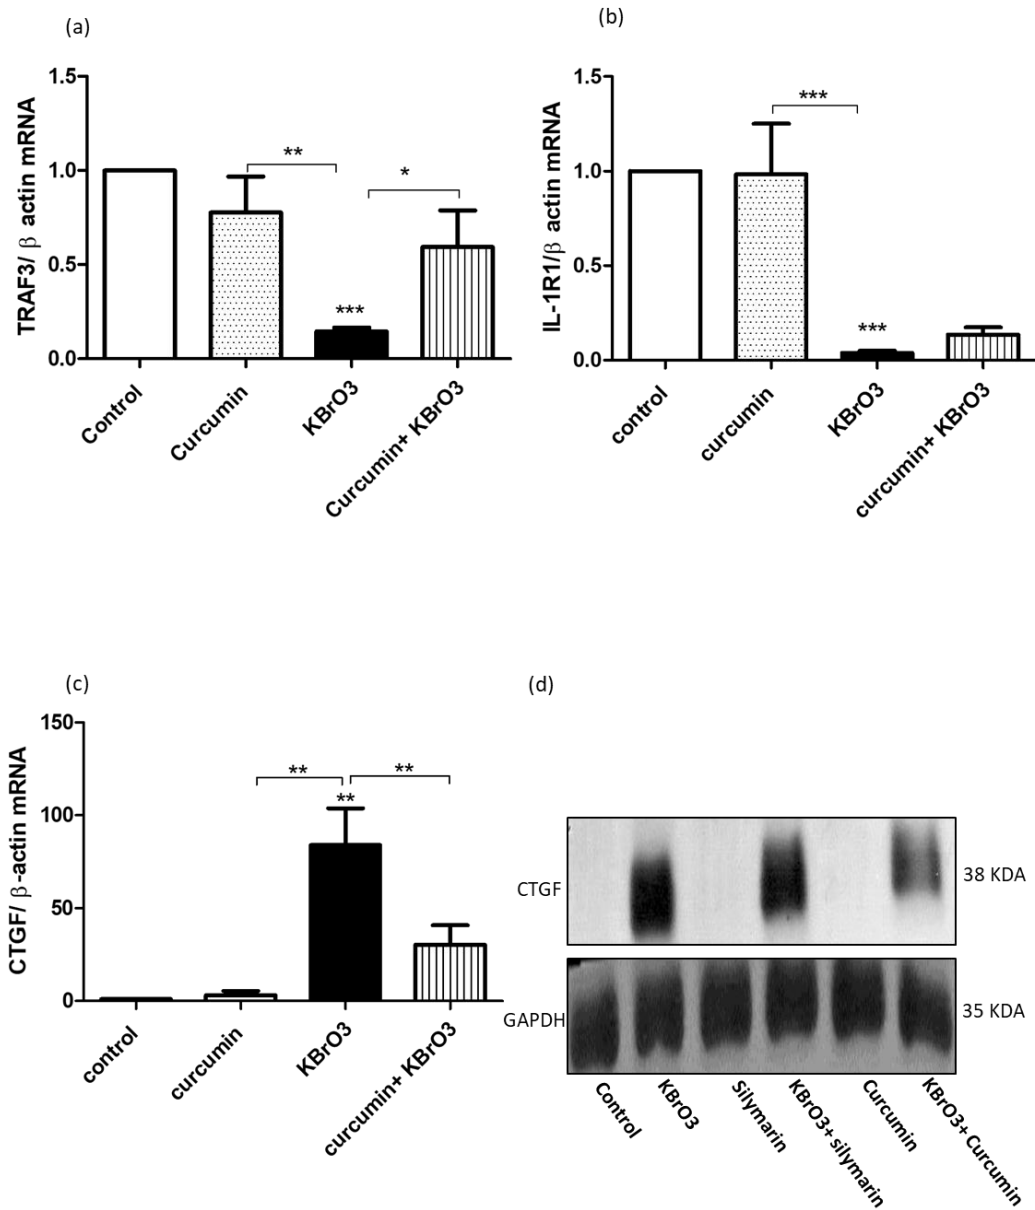 (a)
TRAF3/ β actin mRNA
1.5
1.0
0.5
0.0
**
*
***
Control
Curcumin
KBrO3
Curcumin+ KBrO3
(b)
IL-1R1/β actin mRNA
1.5
1.0
0.5
0.0
***
***
control
curcumin
KBrO3
curcumin+ KBrO3
(c)
CTGF/ β-actin mRNA
150
100
50
0
**
**
**
control
curcumin
KBrO3
curcumin+ KBrO3
(d)
CTGF
38 KDA
GAPDH
35 KDA
Control
KBrO3
Silymarin
KBrO3+ silymarin
Curcumin
KBrO3+ Curcumin